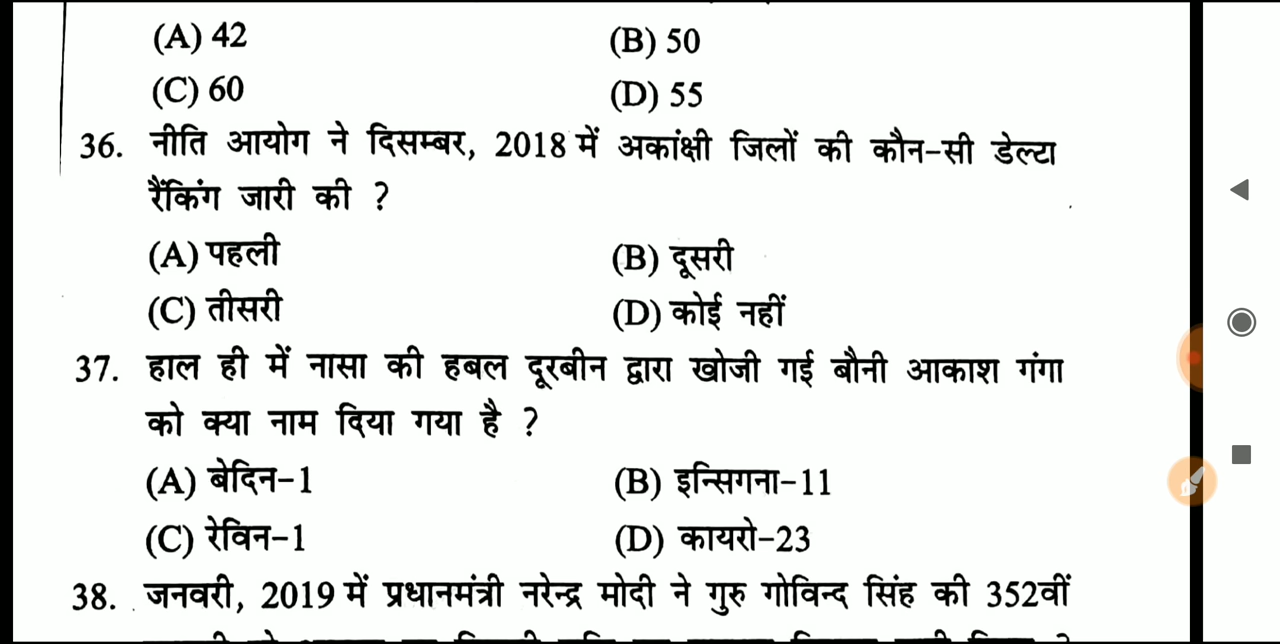 (A) 42 (B) 50
(C) 60 (D) 55
36. नीति आयोग ने दिसम्बर, 2018 में अकांक्षी जिलों की कौन-सी डेल्टा
रैंकिंग जारी की ?
(A) पहली (B) दूसरी
(C) तीसरी (D) कोई नहीं
37. हाल ही में नासा की हबल दूरबीन द्वारा खोजी गई बौनी आकाश गंगा
को क्या नाम दिया गया है ?
(A) बेदिन-1 (B) इन्सिगना-11
(C) रेविन-1 (D) कायरो-23
38. जनवरी, 2019 में प्रधानमंत्री नरेन्द्र मोदी ने गुरु गोविन्द सिंह की 352वीं